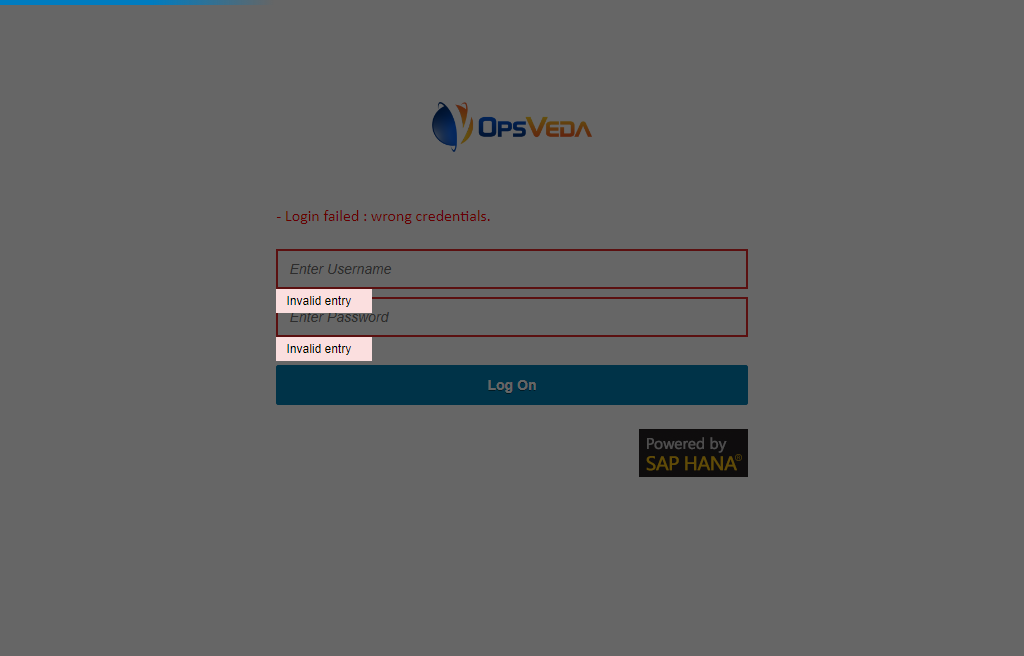 OpsVeda
- Login failed : wrong credentials.
Enter Username
Invalid entry
Enter Password
Invalid entry
Log On
Powered by
SAP HANA®